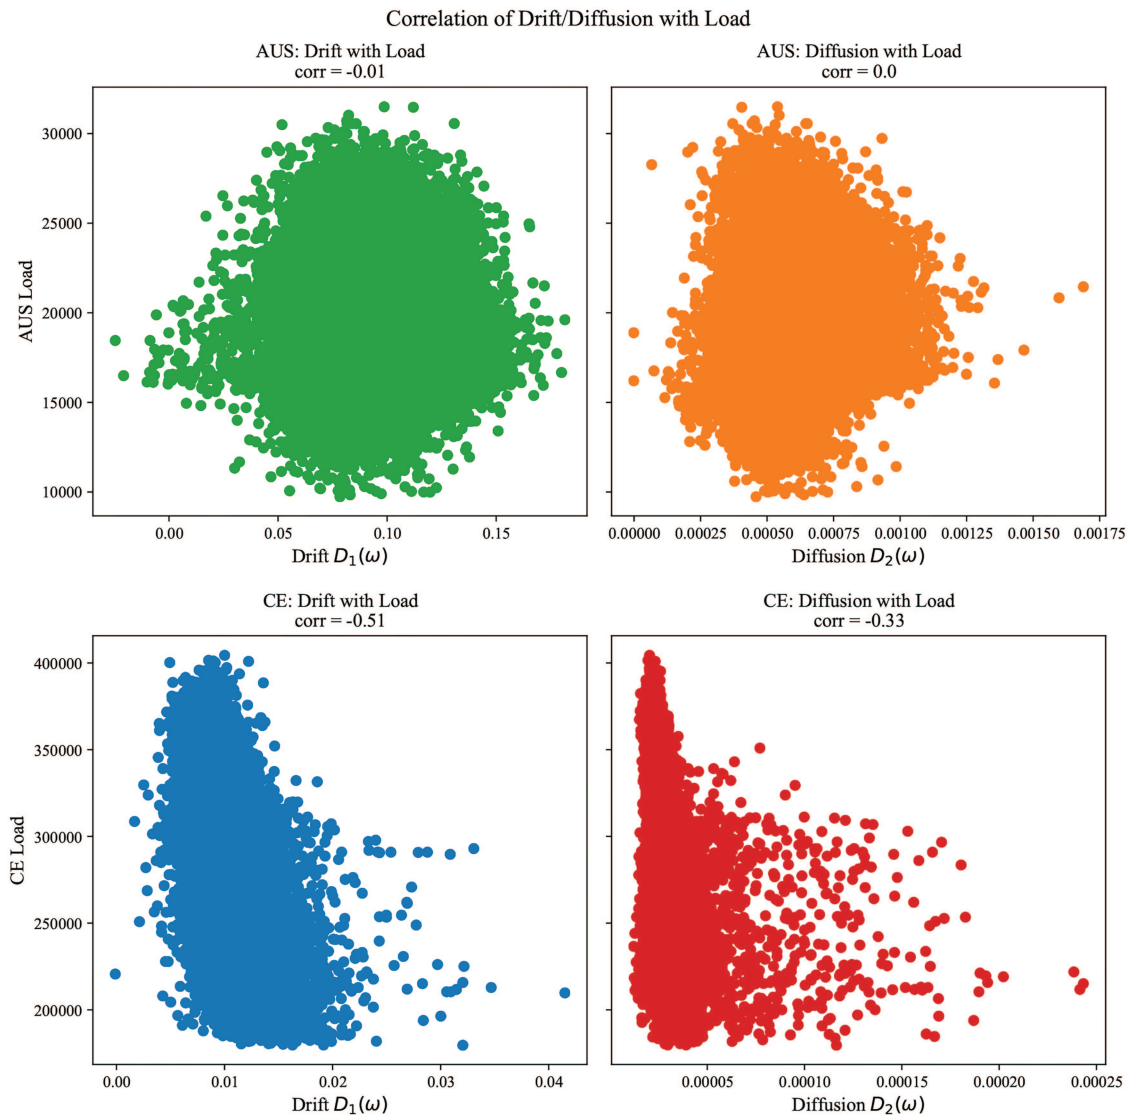 Correlation of Drift/Diffusion with Load
AUS: Drift with Load
corr = -0.01
AUS: Diffusion with Load
corr = 0.0
AUS Load
30000
25000
20000
15000
10000
0.00 0.05 0.10 0.15
Drift D₁(ω)
0.00000 0.00025 0.00050 0.00075 0.00100 0.00125 0.00150 0.00175
Diffusion D₂(ω)
CE: Drift with Load
corr = -0.51
CE: Diffusion with Load
corr = -0.33
CE Load
400000
350000
300000
250000
200000
0.00 0.01 0.02 0.03 0.04
Drift D₁(ω)
0.00005 0.00010 0.00015 0.00020 0.00025
Diffusion D₂(ω)